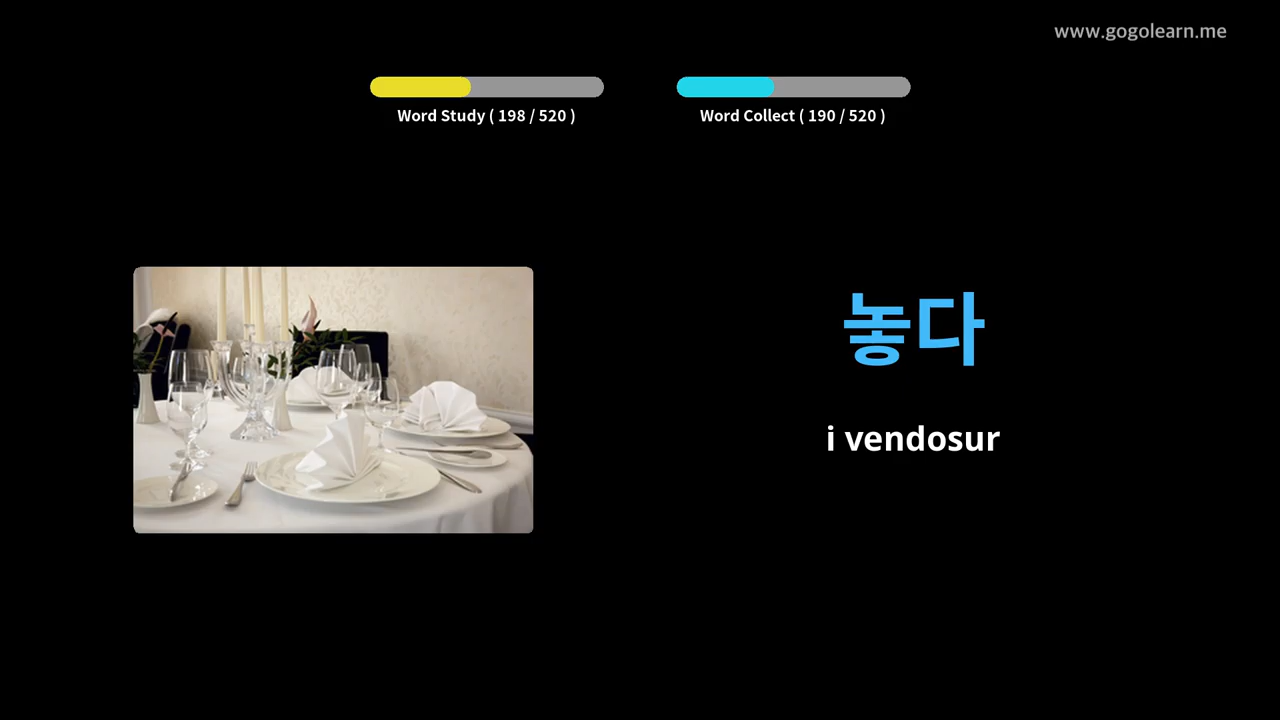 www.gogolearn.me
Word Study ( 198 / 520 )
Word Collect ( 190 / 520 )
놓다
i vendosur